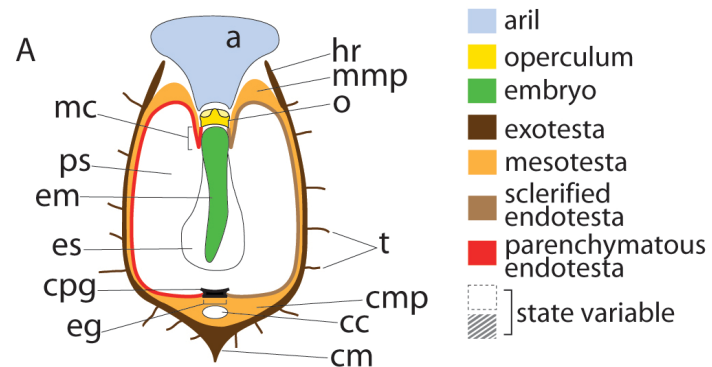 A
a
hr
mmp
o
mc
ps
em
es
t
cpg
cmp
eg
cc
cm
aril
operculum
embryo
exotesta
mesotesta
sclerified
endotesta
parenchymatous
endotesta
state variable